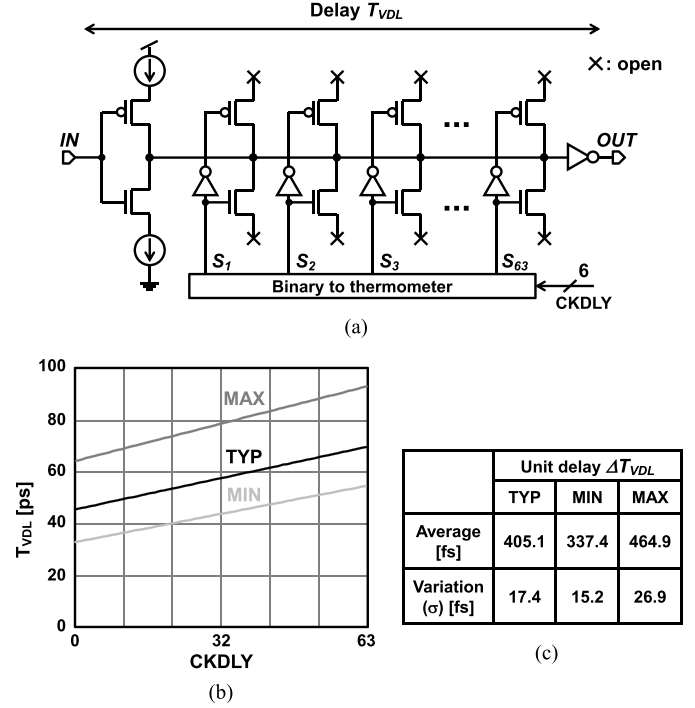 Delay T_VDL
×: open
IN
OUT
...
...
S1
S2
S3
S63
6
Binary to thermometer
CKDLY
(a)
100
80
60
40
20
0
T_VDL [ps]
MAX
TYP
MIN
0
32
63
CKDLY
(b)
Unit delay ΔT_VDL
TYP MIN MAX
Average [fs] 405.1 337.4 464.9
Variation (σ) [fs] 17.4 15.2 26.9
(c)